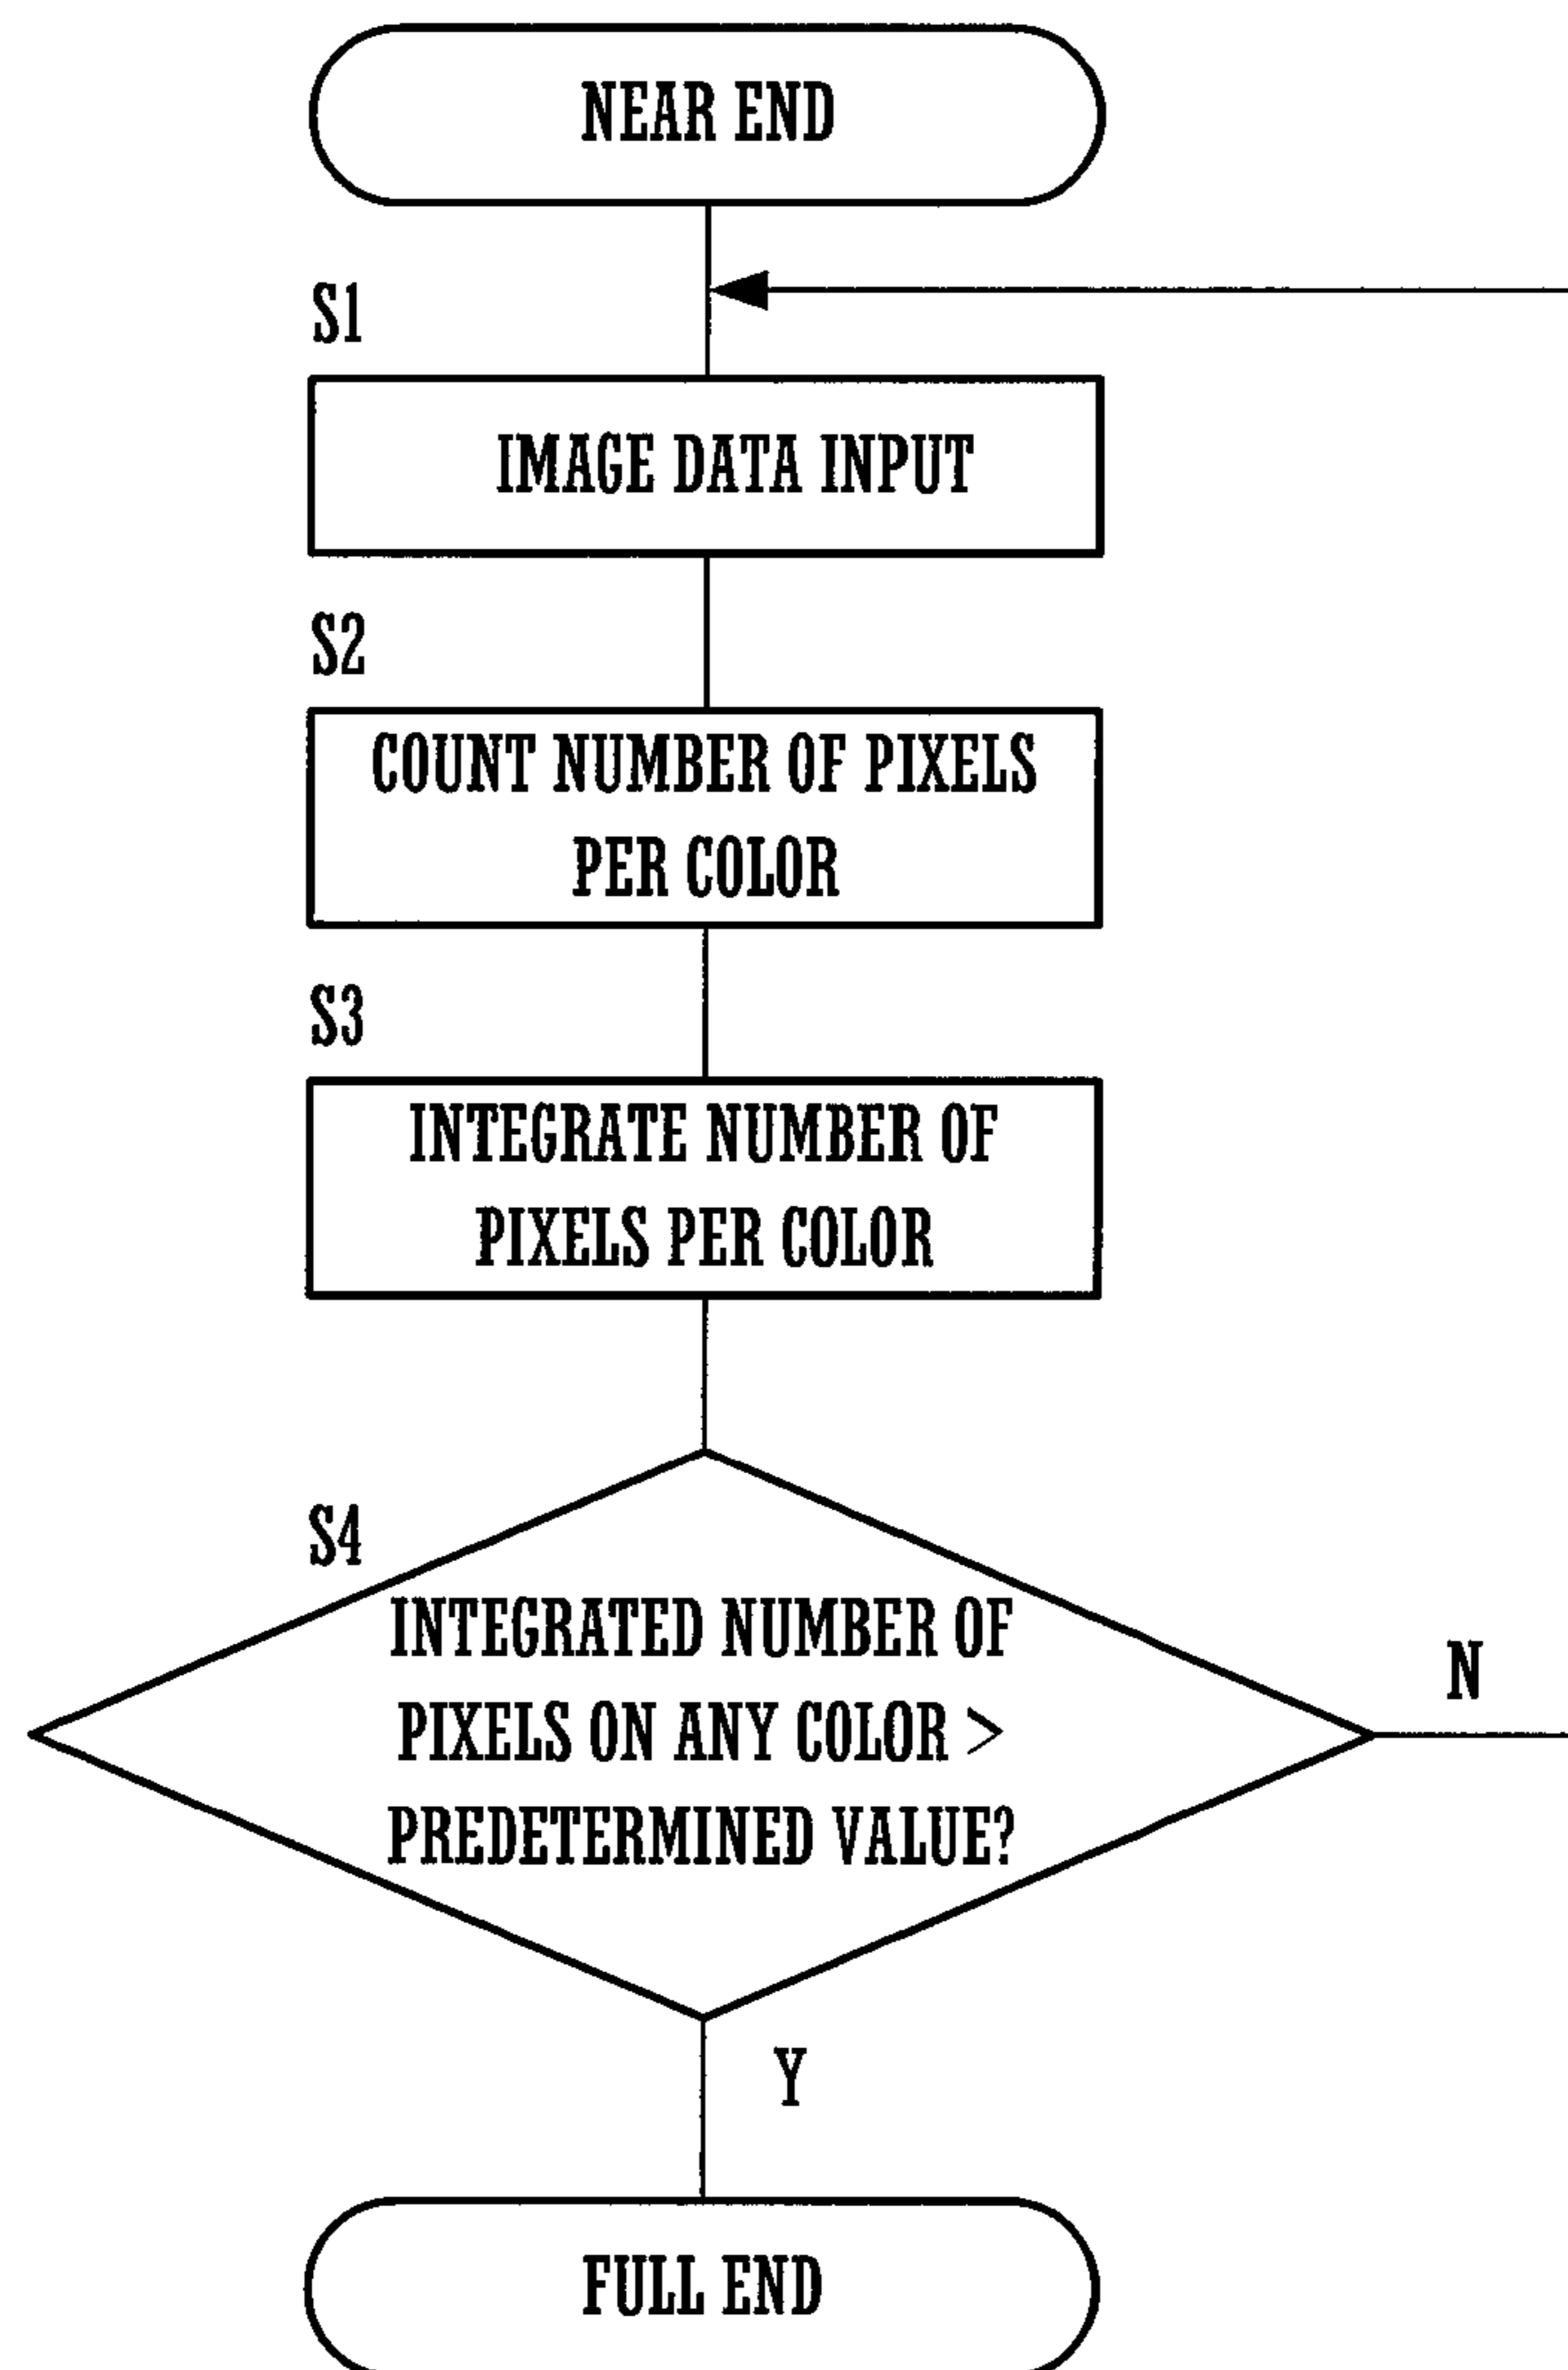 NEAR END
S1
IMAGE DATA INPUT
S2
COUNT NUMBER OF PIXELS
PER COLOR
S3
INTEGRATE NUMBER OF
PIXELS PER COLOR
S4
INTEGRATED NUMBER OF
PIXELS ON ANY COLOR >
PREDETERMINED VALUE?
N
Y
FULL END